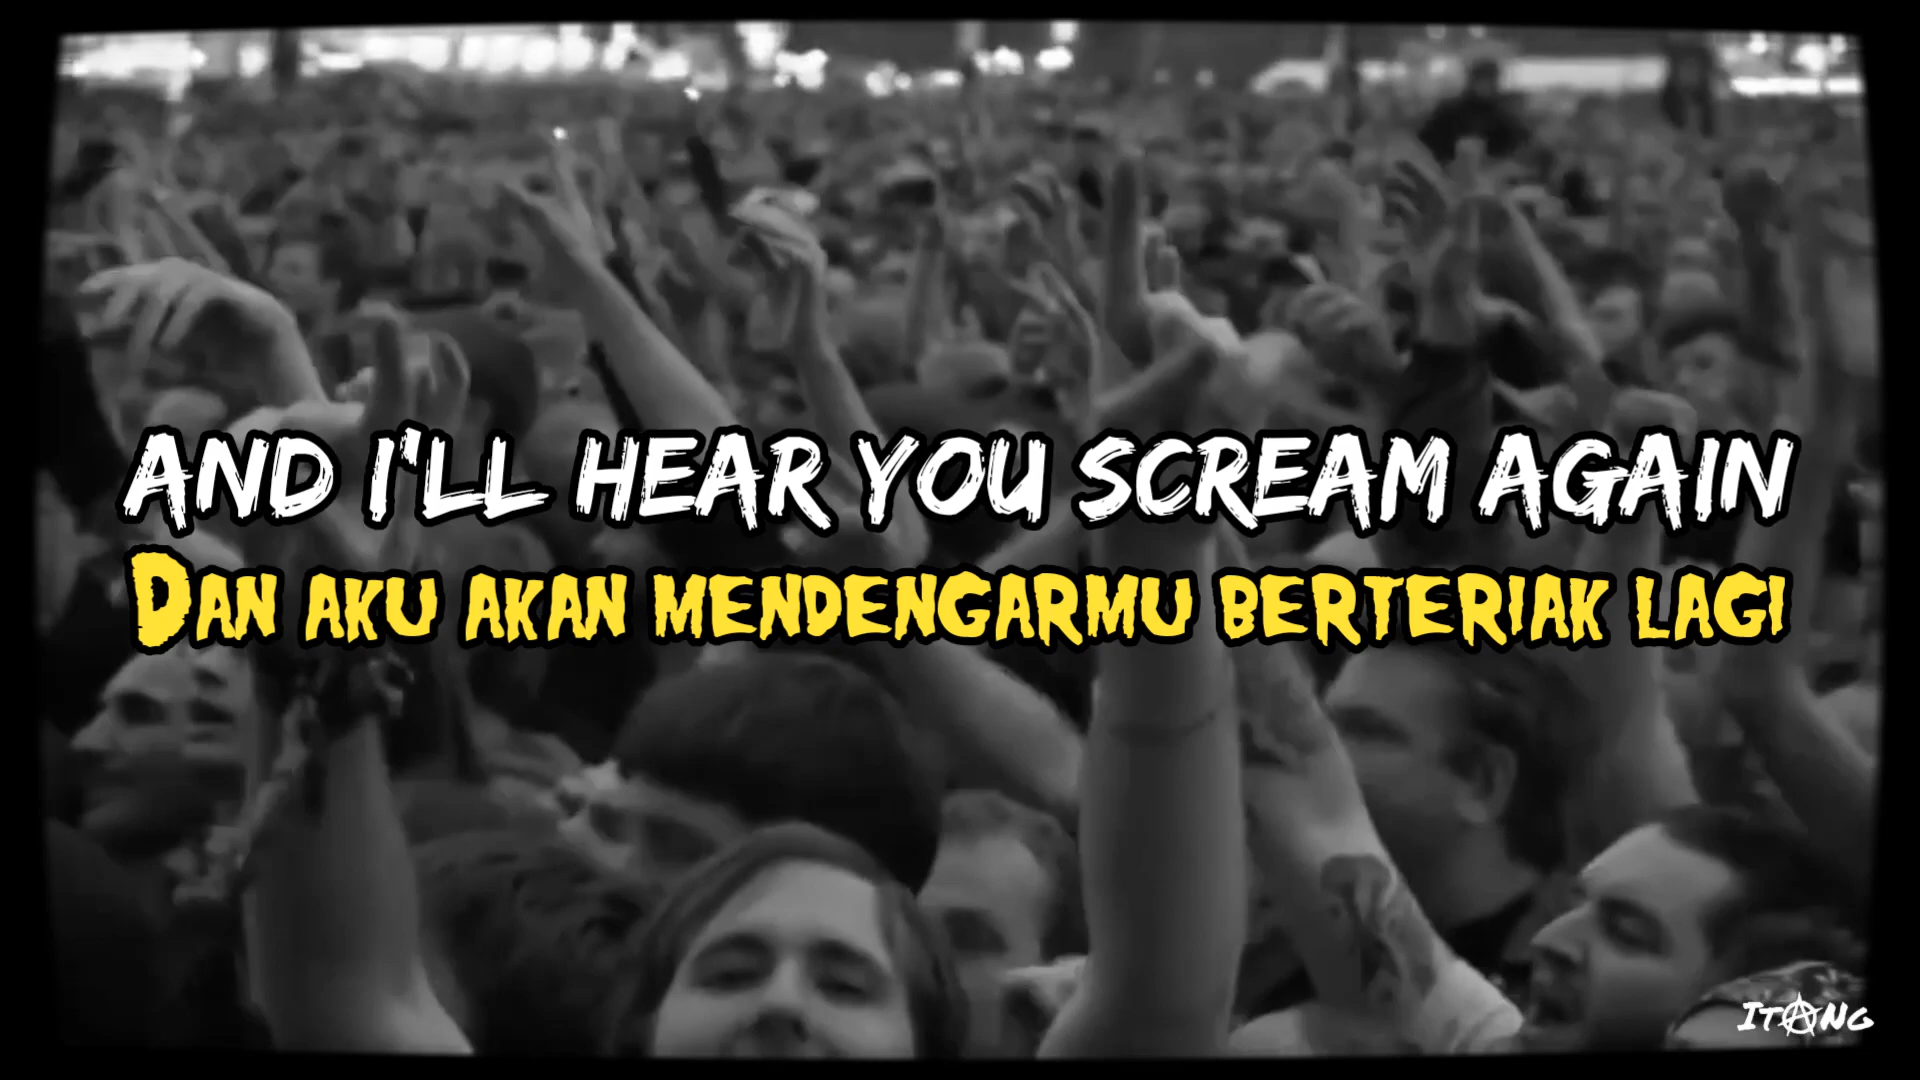 AND I'LL HEAR YOU SCREAM AGAIN
DAN AKU AKAN MENDENGARMU BERTERIAK LAGI
ITANG